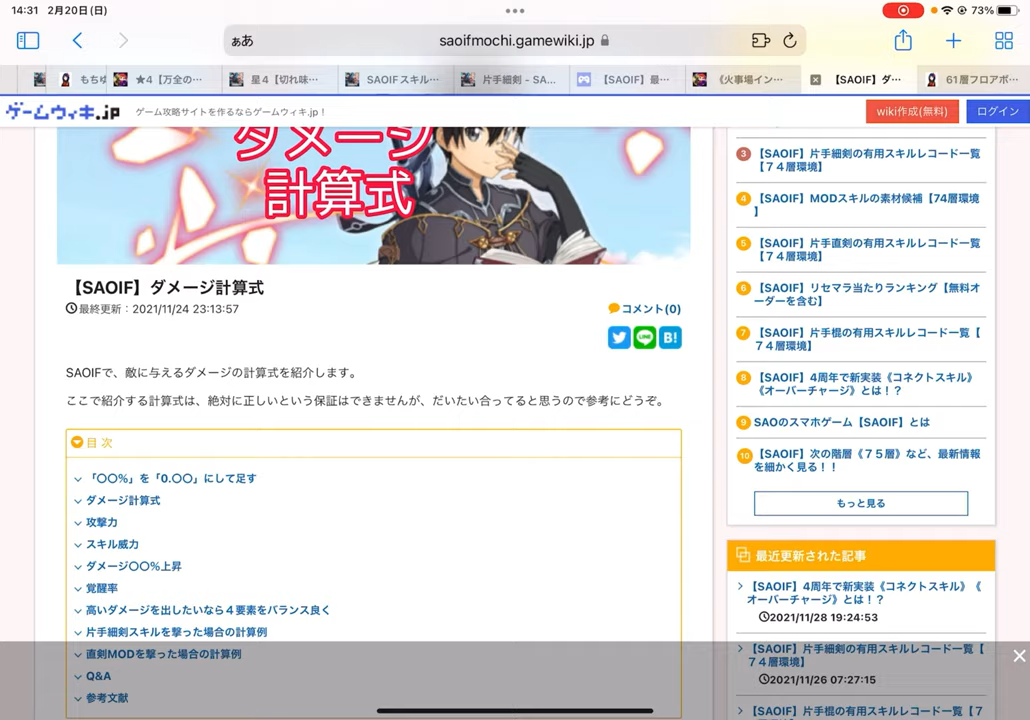 14:31 2月20日(日)
73%
ぁあ
saoifmochi.gamewiki.jp
もちゅ
★4【万全の…
星4【切れ味…
SAOIFスキル…
片手細剣 - SA…
【SAOIF】最…
《火事場イン…
【SAOIF】ダ…
61層フロアボ…
ゲームウィキ.jp
ゲーム攻略サイトを作るならゲームウィキ.jp！
wiki作成(無料)
ログイン
ダメージ
計算式
【SAOIF】ダメージ計算式
最終更新：2021/11/24 23:13:57
コメント(0)
LINE
B!
SAOIFで、敵に与えるダメージの計算式を紹介します。
ここで紹介する計算式は、絶対に正しいという保証はできませんが、だいたい合ってると思うので参考にどうぞ。
目次
「〇〇%」を「0.〇〇」にして足す
ダメージ計算式
攻撃力
スキル威力
ダメージ〇〇%上昇
覚醒率
高いダメージを出したいなら４要素をバランス良く
片手細剣スキルを撃った場合の計算例
直剣MODを撃った場合の計算例
Q&A
参考文献
3 【SAOIF】片手細剣の有用スキルレコード一覧
【７４層環境】
4 【SAOIF】MODスキルの素材候補【74層環境
】
5 【SAOIF】片手直剣の有用スキルレコード一覧
【７４層環境】
6 【SAOIF】リセマラ当たりランキング【無料オ
ーダーを含む】
7 【SAOIF】片手棍の有用スキルレコード一覧【
７４層環境】
8 【SAOIF】4周年で新実装《コネクトスキル》
《オーバーチャージ》とは！？
9 SAOのスマホゲーム【SAOIF】とは
10 【SAOIF】次の階層《７５層》など、最新情報
を細かく見る！！
もっと見る
最近更新された記事
【SAOIF】4周年で新実装《コネクトスキル》《
オーバーチャージ》とは！？
2021/11/28 19:24:53
【SAOIF】片手細剣の有用スキルレコード一覧【
７４層環境】
2021/11/26 07:27:15
【SAOIF】片手棍の有用スキルレコード一覧【７